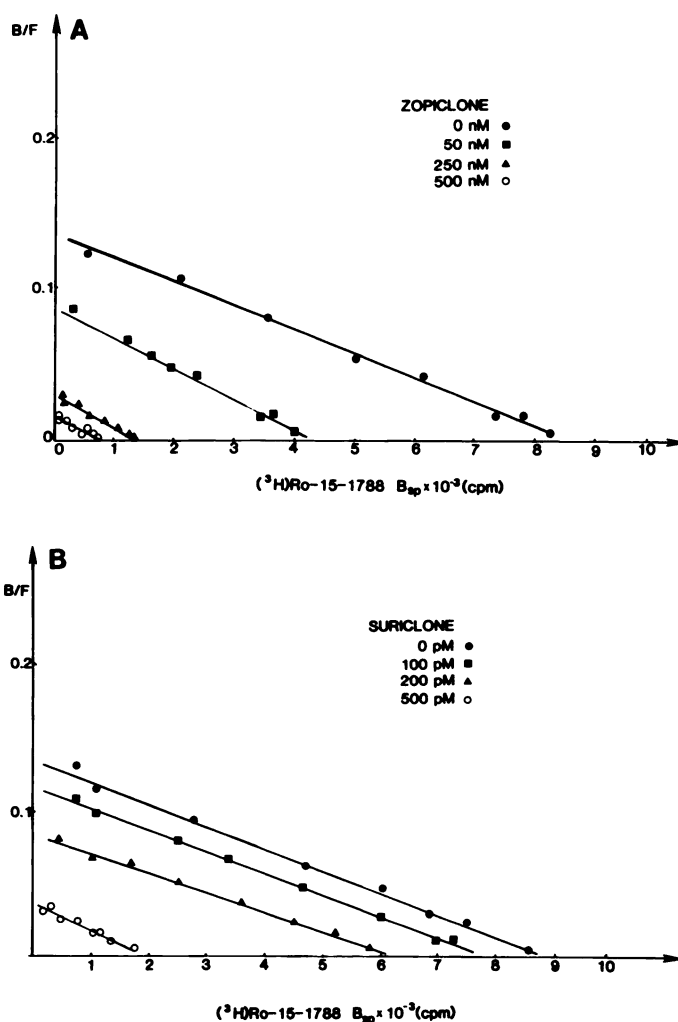 B/F
A
ZOPICLONE
0 nM ●
50 nM ■
250 nM ▲
500 nM ○
0.2
0.1
0
0 1 2 3 4 5 6 7 8 9 10
(³H)Ro-15-1788 B_sp x 10⁻³(cpm)
B
B/F
SURICLONE
0 pM ●
100 pM ■
200 pM ▲
500 pM ○
0.2
0.1
1 2 3 4 5 6 7 8 9 10
(³H)Ro-15-1788 B_sp x 10⁻³(cpm)